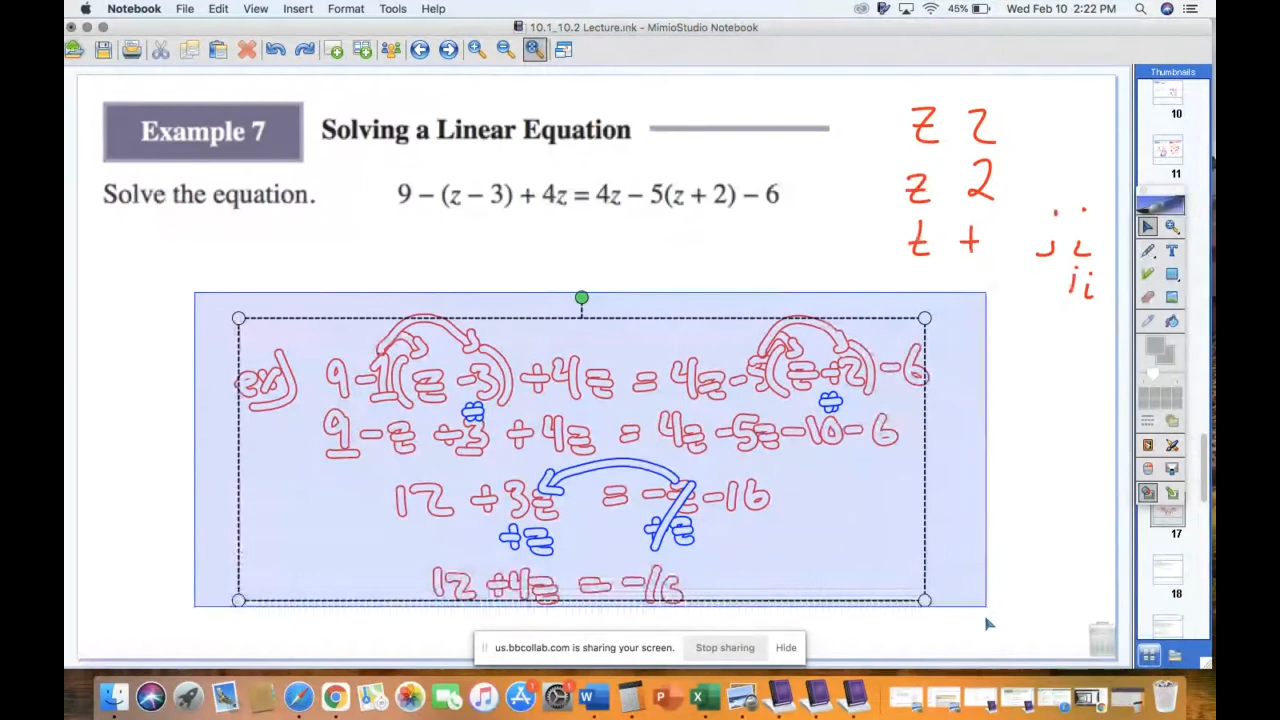 Notebook File Edit View Insert Format Tools Help 45% Wed Feb 10 2:22 PM
10.1_10.2 Lecture.ink - MimioStudio Notebook
Thumbnails
10
11
17
18
Example 7 Solving a Linear Equation
Solve the equation. 9 – (z – 3) + 4z = 4z – 5(z + 2) – 6
z 2
z 2
t +
j i
i i
ex) 9 -1(z -3) +4z = 4z -5(z +2) -6
9 - z +3 +4z = 4z -5z -10 -6
12 +3z = -z -16
+z +z
12 +4z = -16
us.bbcollab.com is sharing your screen. Stop sharing Hide